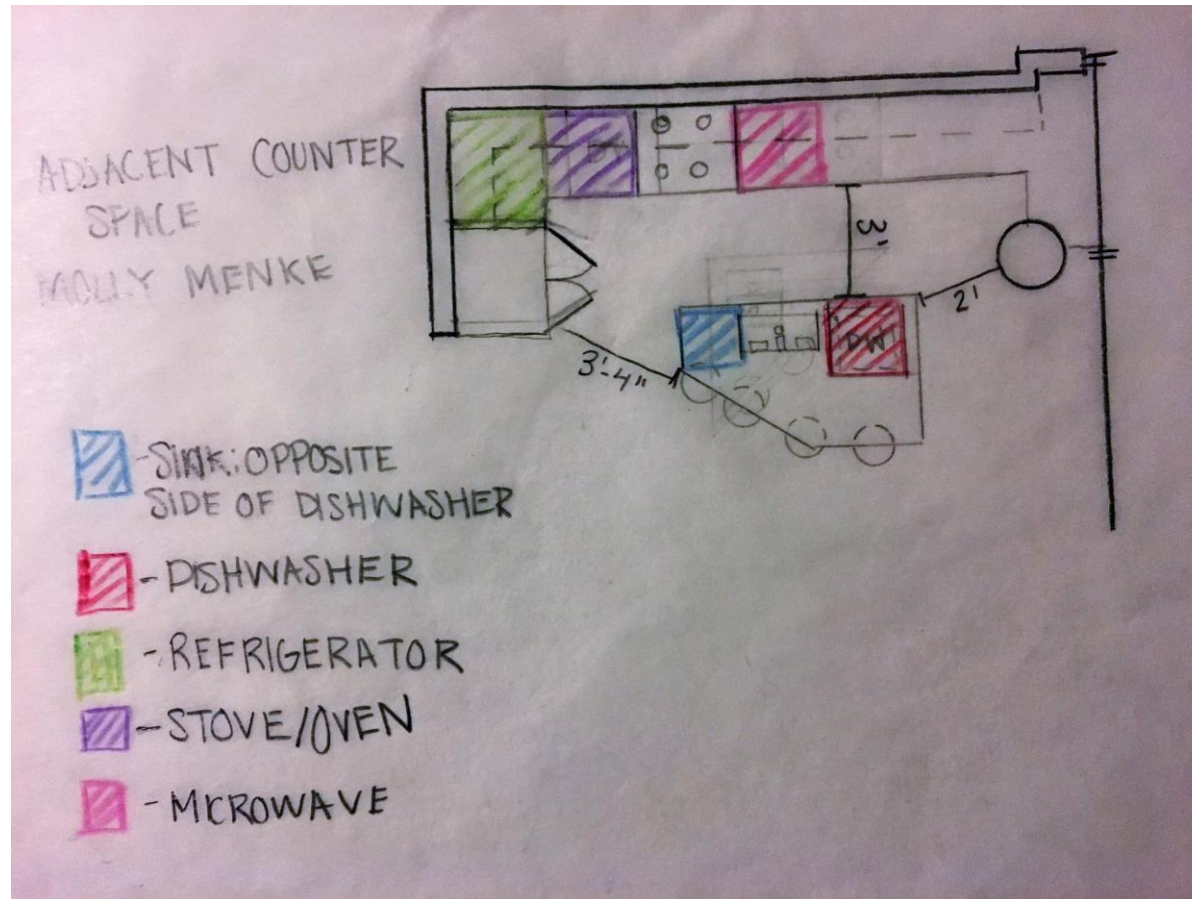 ADJACENT COUNTER
SPACE
MOLLY MENKE
3'
2'
DW
3'-4"
-SINK: OPPOSITE
SIDE OF DISHWASHER
-DISHWASHER
-REFRIGERATOR
-STOVE/OVEN
-MICROWAVE